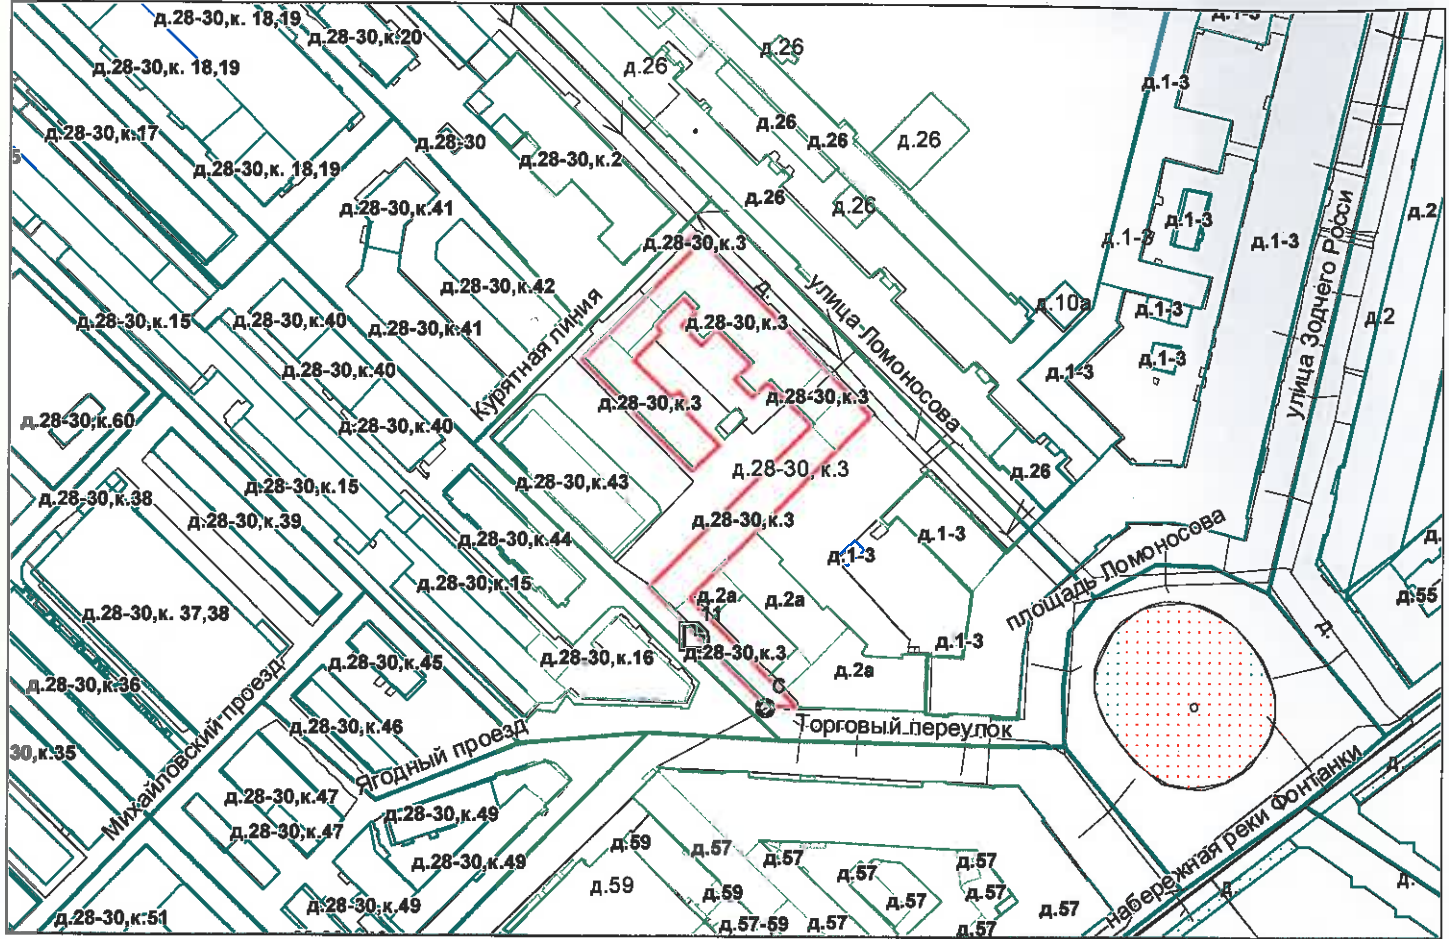 д.28-30,к. 18,19
д.1-3
д.28-30,к.20
д.26
д.26
д.28-30,к. 18,19
д.1-3
д.28-30,к.17
д.28-30
д.26
д.26
д.26
5
д.28-30,к. 18,19
д.28-30,к.2
д.28-30,к.41
д.26
д.26
д.1-3
д.2
д.1-3
д.1-3
д.28-30,к.3
улица Зодчего Росси
д.28-30,к.42
д.
улица Ломоносова
д.10а
д.1-3
д.2
д.28-30,к.15
д.28-30,к.40
д.28-30,к.41
Курятная линия
д.28-30,к.3
д.1-3
д.28-30,к.40
д.1-3
д.28-30,к.3
д.28-30,к.3
д.28-30,к.60
д.28-30,к.40
д.28-30,к.43
д.28-30, к.3
д.26
д.28-30,к.38
д.28-30,к.15
д.28-30,к.39
д.28-30,к.3
д.28-30,к.44
д.1-3
д.
д.1-3
площадь Ломоносова
д.28-30,к.15
д.2а
д.2а
д.55
11
д.28-30,к. 37,38
д.
д.28-30,к.45
д.28-30,к.16
д.28-30,к.3
д.1-3
д.2а
д.28-30,к.36
С
Михайловский проезд
д.28-30,к.46
Торговый переулок
30,к.35
Ягодный проезд
д.
набережная реки Фонтанки
д.28-30,к.47
д.28-30,к.49
д.28-30,к.47
д.59
д.57
д.57
д.57
д.28-30,к.49
д.57
д.59
д.59
д.57
д.57
д.
д.
д.28-30,к.51
д.28-30,к.49
д.57-59
д.57
д.57
д.57